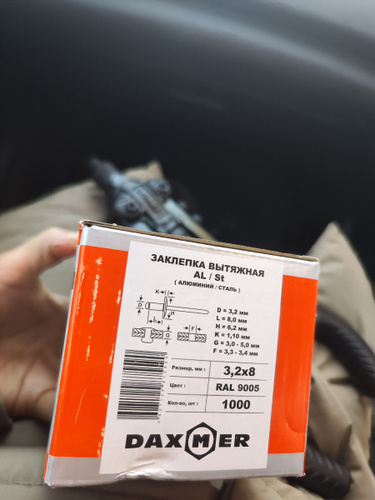 ЗАКЛЕПКА ВЫТЯЖНАЯ
AL / St
( АЛЮМИНИЙ / СТАЛЬ )
K
D
H
L
G
F
D = 3,2 мм
L = 8,0 мм
H = 6,2 мм
K = 1,10 мм
G = 3,0 - 5,0 мм
F = 3,3 - 3,4 мм
Размер, мм : 3,2x8
Цвет : RAL 9005
Кол-во, шт : 1000
DAXMER